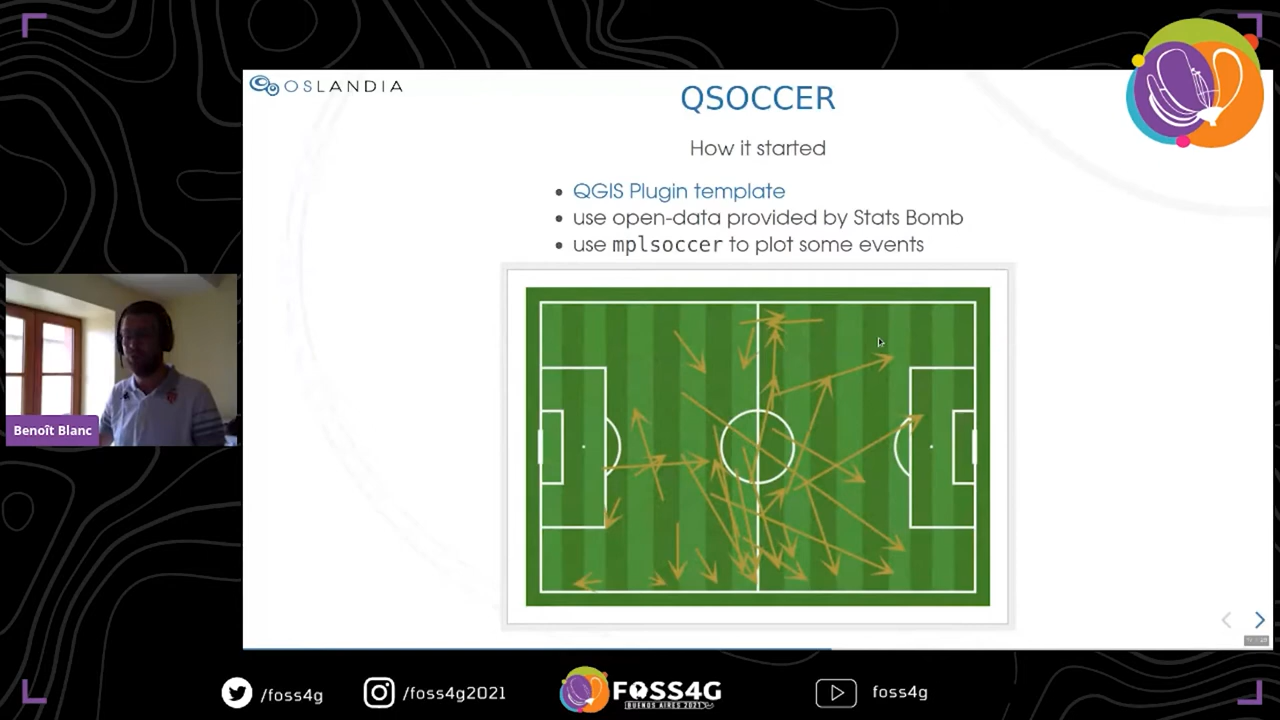 OSLANDIA
QSOCCER
How it started
QGIS Plugin template
use open-data provided by Stats Bomb
use mplsoccer to plot some events
Benoît Blanc
/foss4g
/foss4g2021
FOSS4G
BUENOS AIRES 2021
foss4g